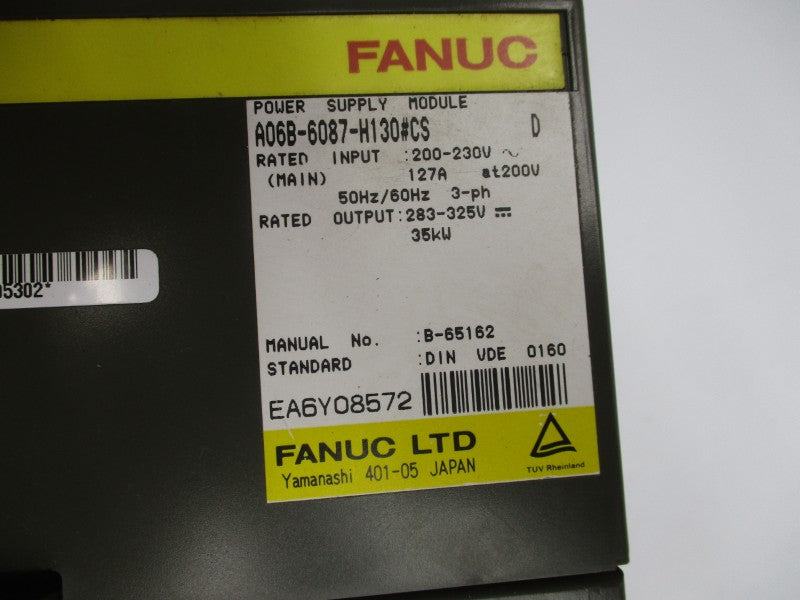 FANUC
POWER SUPPLY MODULE
A06B-6087-H130#CS D
RATED INPUT :200-230V ~
(MAIN) 127A at200V
50Hz/60Hz 3-ph
RATED OUTPUT:283-325V ⎓
35kW
5302*
MANUAL No. :B-65162
STANDARD :DIN VDE 0160
EA6Y08572
FANUC LTD
Yamanashi 401-05 JAPAN
TUV Rheinland